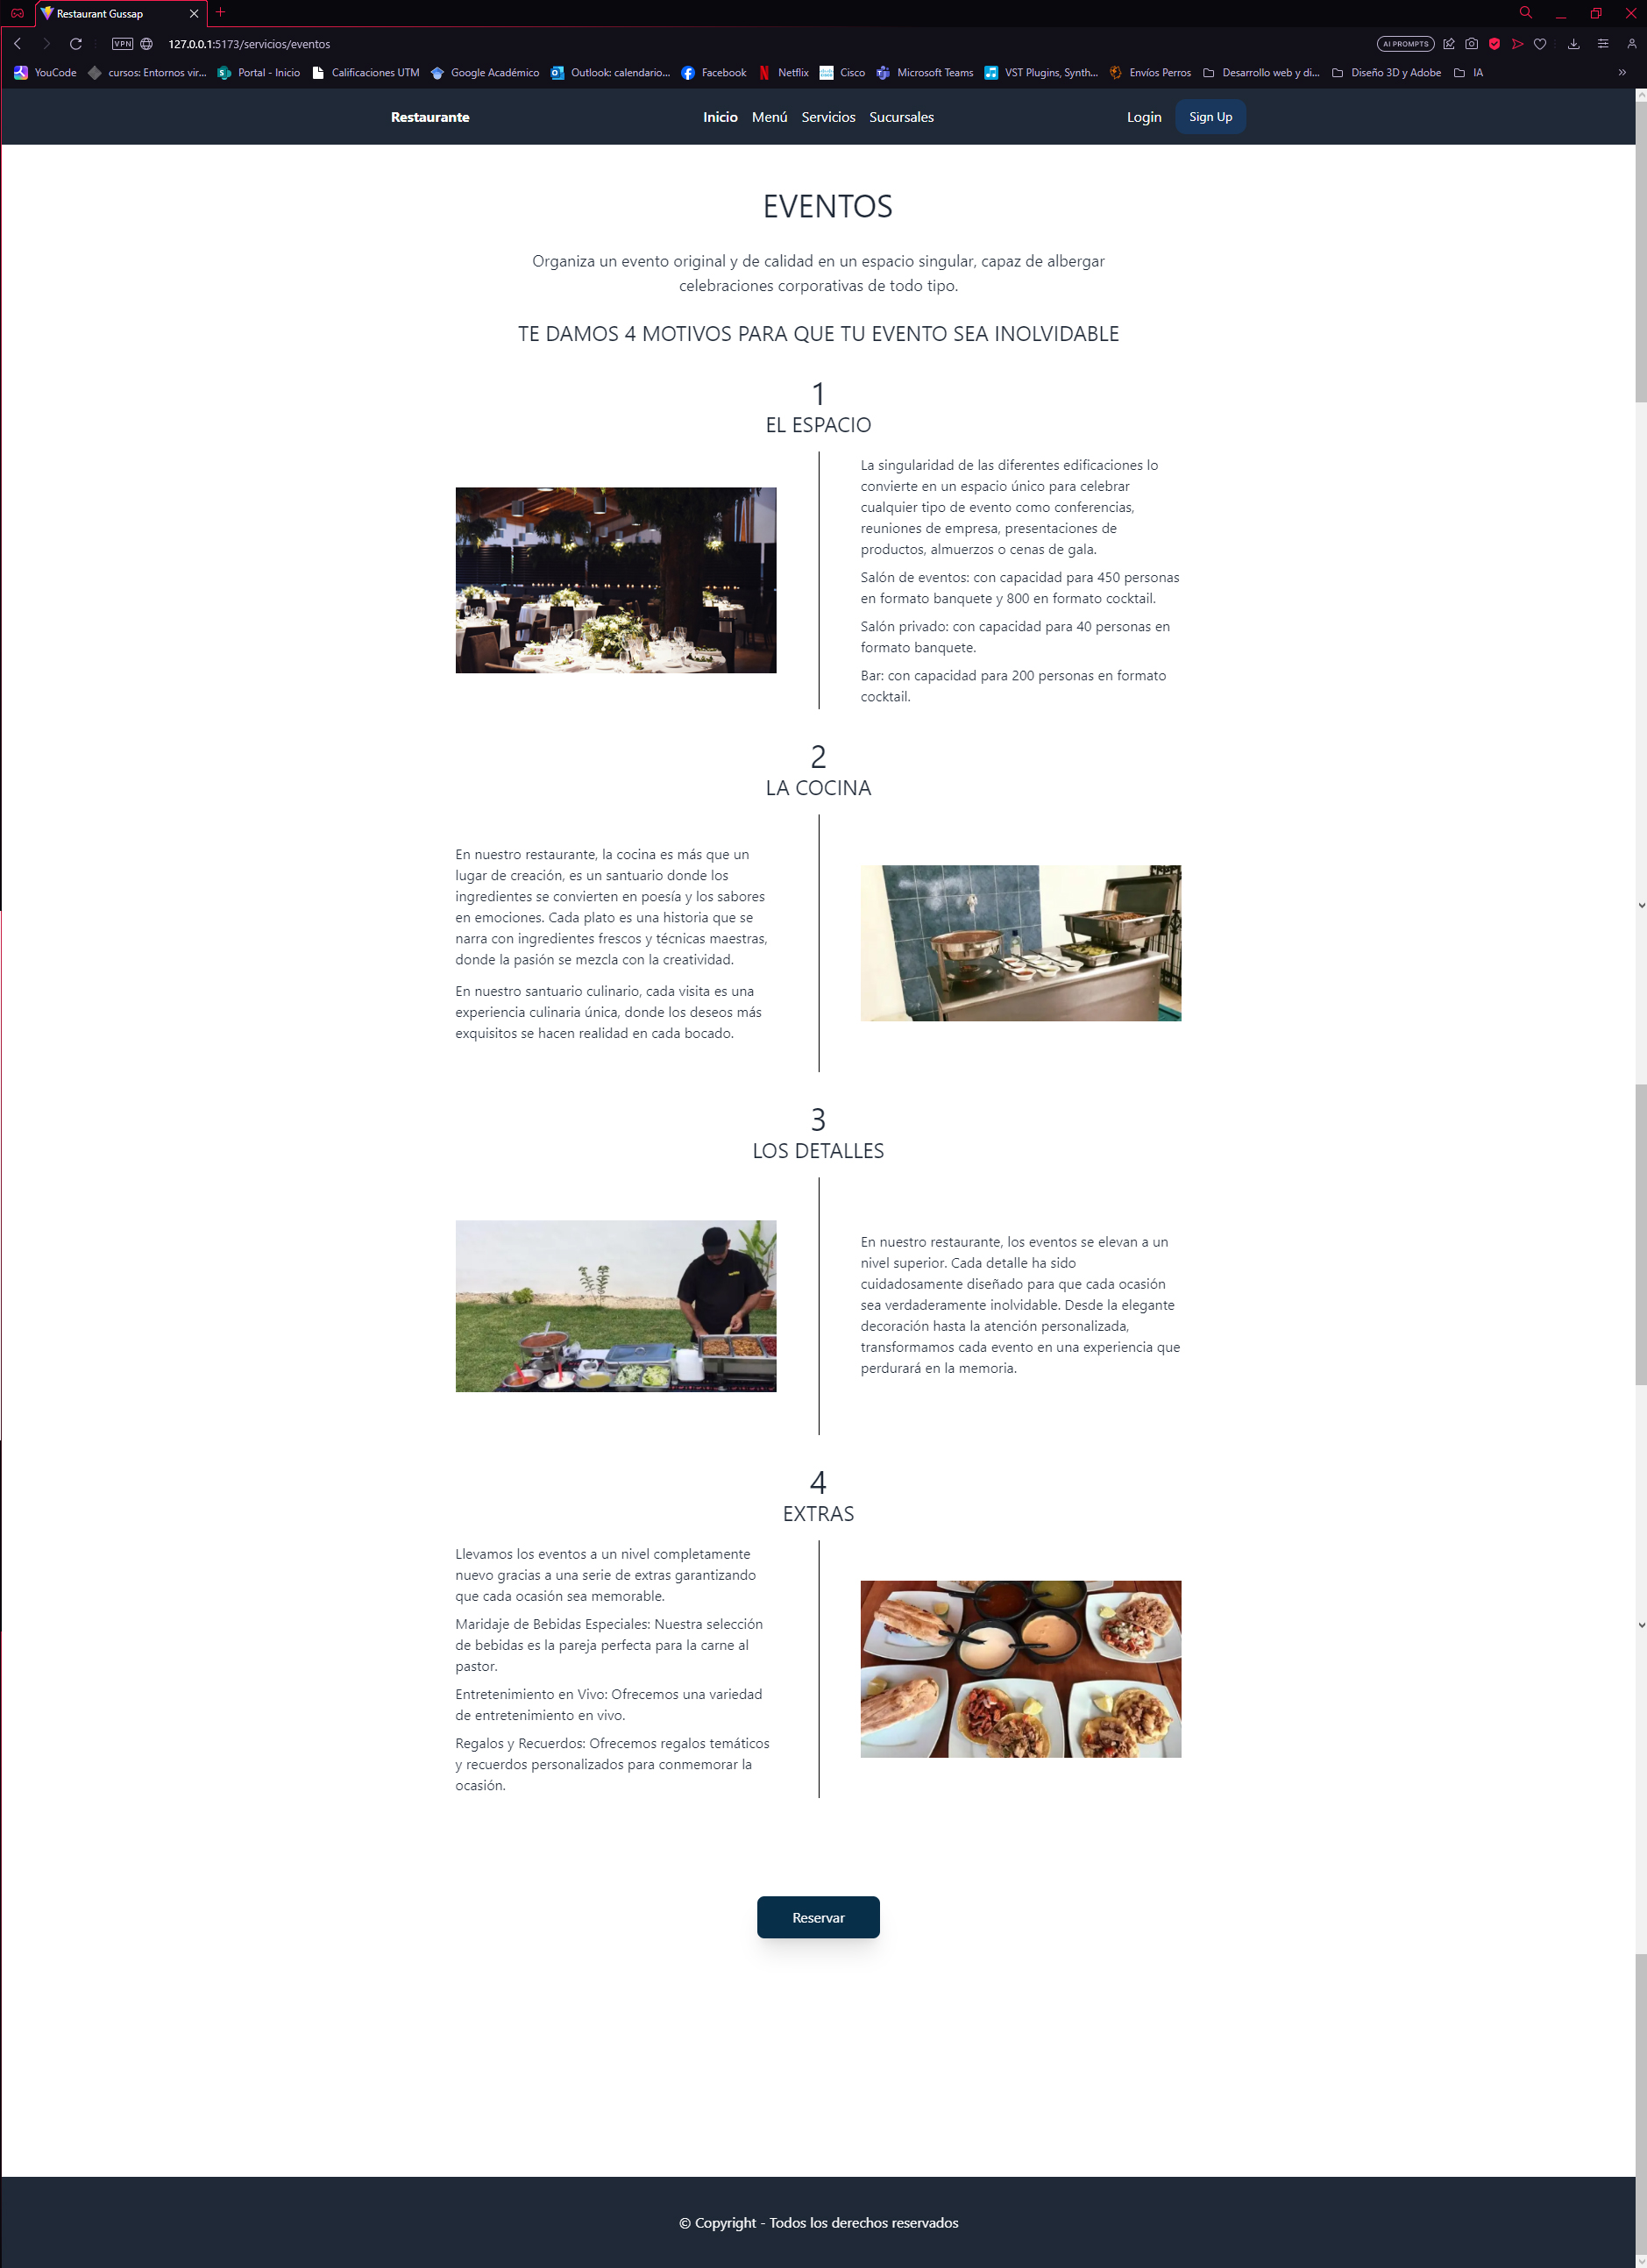 Restaurant Gussap
VPN
127.0.0.1:5173/servicios/eventos
AI PROMPTS
YouCode
cursos: Entornos vir...
Portal - Inicio
Calificaciones UTM
Google Académico
Outlook: calendario...
Facebook
Netflix
Cisco
Microsoft Teams
VST Plugins, Synth...
Envíos Perros
Desarrollo web y di...
Diseño 3D y Adobe
IA
Restaurante
Inicio
Menú
Servicios
Sucursales
Login
Sign Up
EVENTOS
Organiza un evento original y de calidad en un espacio singular, capaz de albergar
celebraciones corporativas de todo tipo.
TE DAMOS 4 MOTIVOS PARA QUE TU EVENTO SEA INOLVIDABLE
1
EL ESPACIO
La singularidad de las diferentes edificaciones lo
convierte en un espacio único para celebrar
cualquier tipo de evento como conferencias,
reuniones de empresa, presentaciones de
productos, almuerzos o cenas de gala.
Salón de eventos: con capacidad para 450 personas
en formato banquete y 800 en formato cocktail.
Salón privado: con capacidad para 40 personas en
formato banquete.
Bar: con capacidad para 200 personas en formato
cocktail.
2
LA COCINA
En nuestro restaurante, la cocina es más que un
lugar de creación, es un santuario donde los
ingredientes se convierten en poesía y los sabores
en emociones. Cada plato es una historia que se
narra con ingredientes frescos y técnicas maestras,
donde la pasión se mezcla con la creatividad.
En nuestro santuario culinario, cada visita es una
experiencia culinaria única, donde los deseos más
exquisitos se hacen realidad en cada bocado.
3
LOS DETALLES
En nuestro restaurante, los eventos se elevan a un
nivel superior. Cada detalle ha sido
cuidadosamente diseñado para que cada ocasión
sea verdaderamente inolvidable. Desde la elegante
decoración hasta la atención personalizada,
transformamos cada evento en una experiencia que
perdurará en la memoria.
4
EXTRAS
Llevamos los eventos a un nivel completamente
nuevo gracias a una serie de extras garantizando
que cada ocasión sea memorable.
Maridaje de Bebidas Especiales: Nuestra selección
de bebidas es la pareja perfecta para la carne al
pastor.
Entretenimiento en Vivo: Ofrecemos una variedad
de entretenimiento en vivo.
Regalos y Recuerdos: Ofrecemos regalos temáticos
y recuerdos personalizados para conmemorar la
ocasión.
Reservar
© Copyright - Todos los derechos reservados